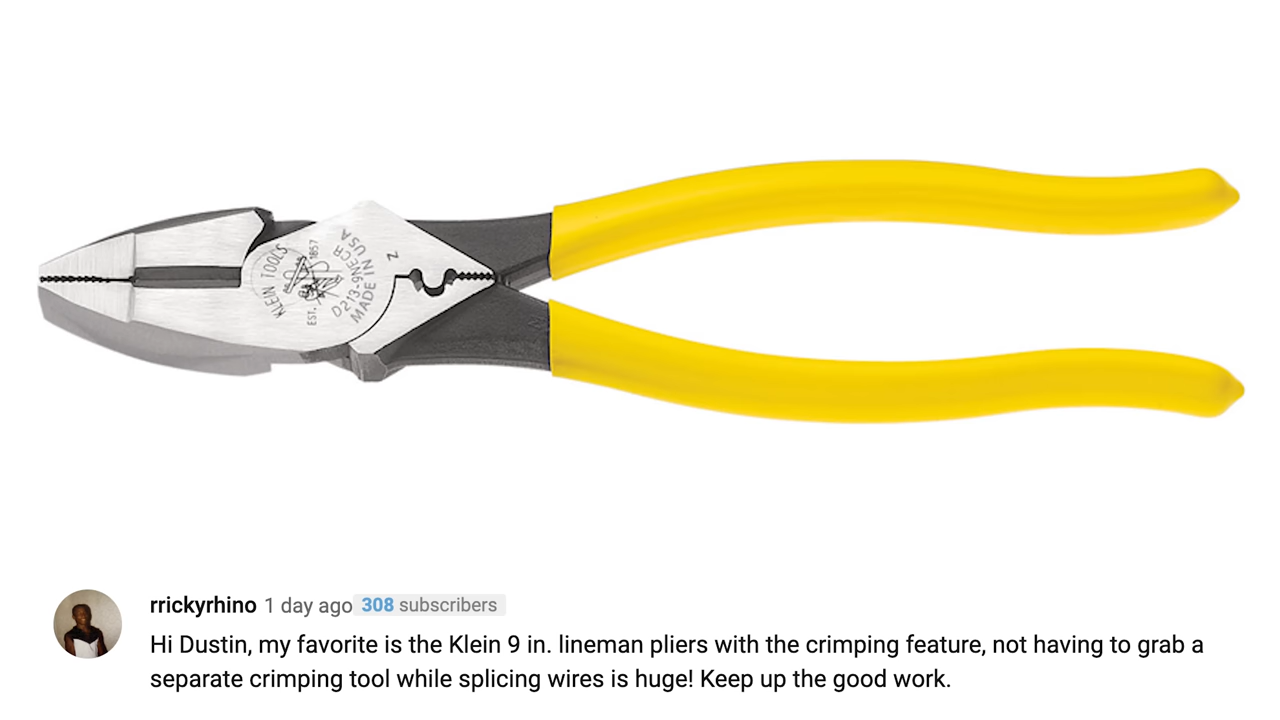 KLEIN TOOLS
EST. 1857
D213-9NECR
MADE IN USA
N
rrickyrhino 1 day ago 308 subscribers
Hi Dustin, my favorite is the Klein 9 in. lineman pliers with the crimping feature, not having to grab a
separate crimping tool while splicing wires is huge! Keep up the good work.